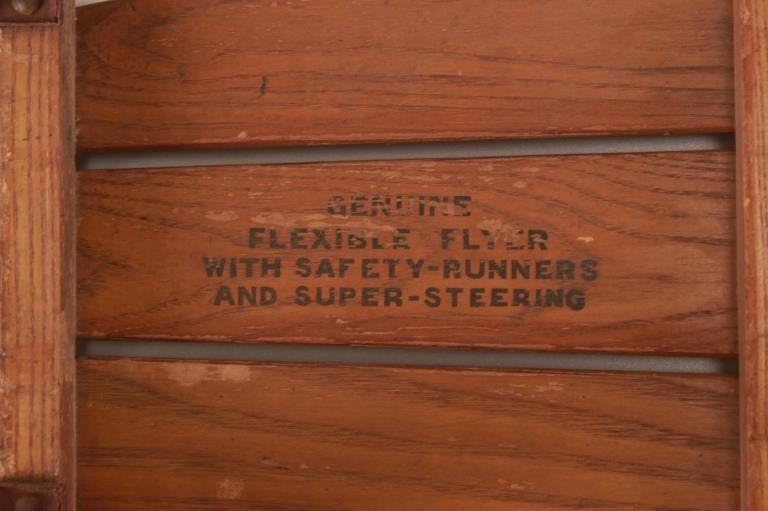 GENUINE
FLEXIBLE FLYER
WITH SAFETY-RUNNERS
AND SUPER-STEERING